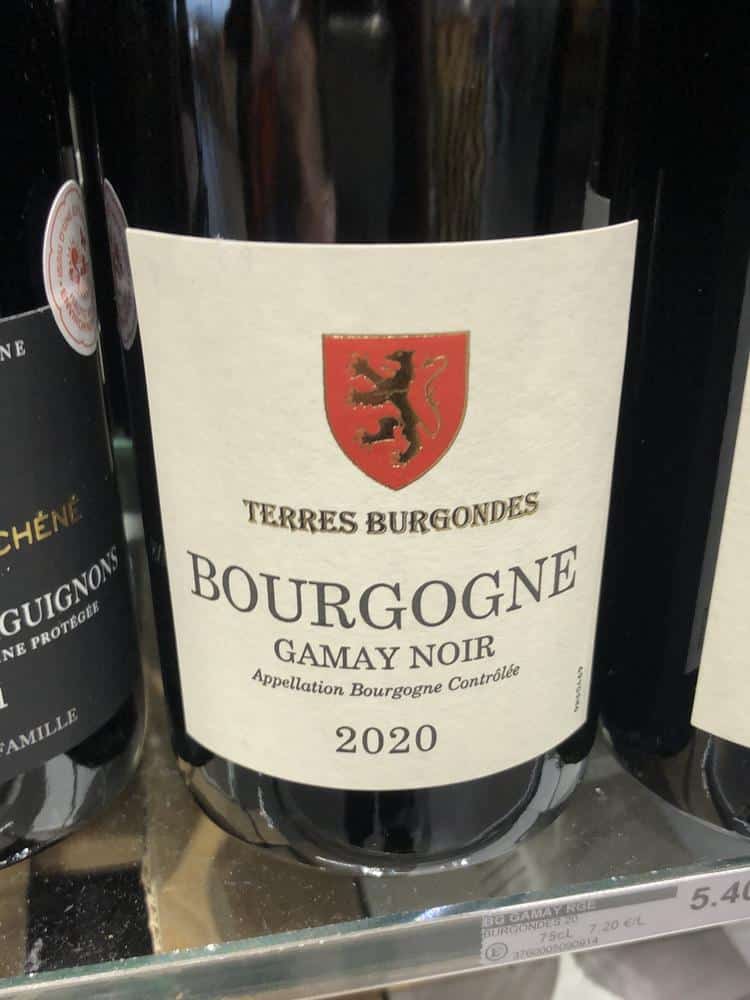 TERRES BURGONDES
BOURGOGNE
GAMAY NOIR
Appellation Bourgogne Contrôlée
2020
NE
CHÉNÉ
GUIGNONS
NE PROTÉGÉE
FAMILLE
5.40
BG GAMAY RGE
BURGONDES 20
75cL 7.20 €/L
E 3760005090914